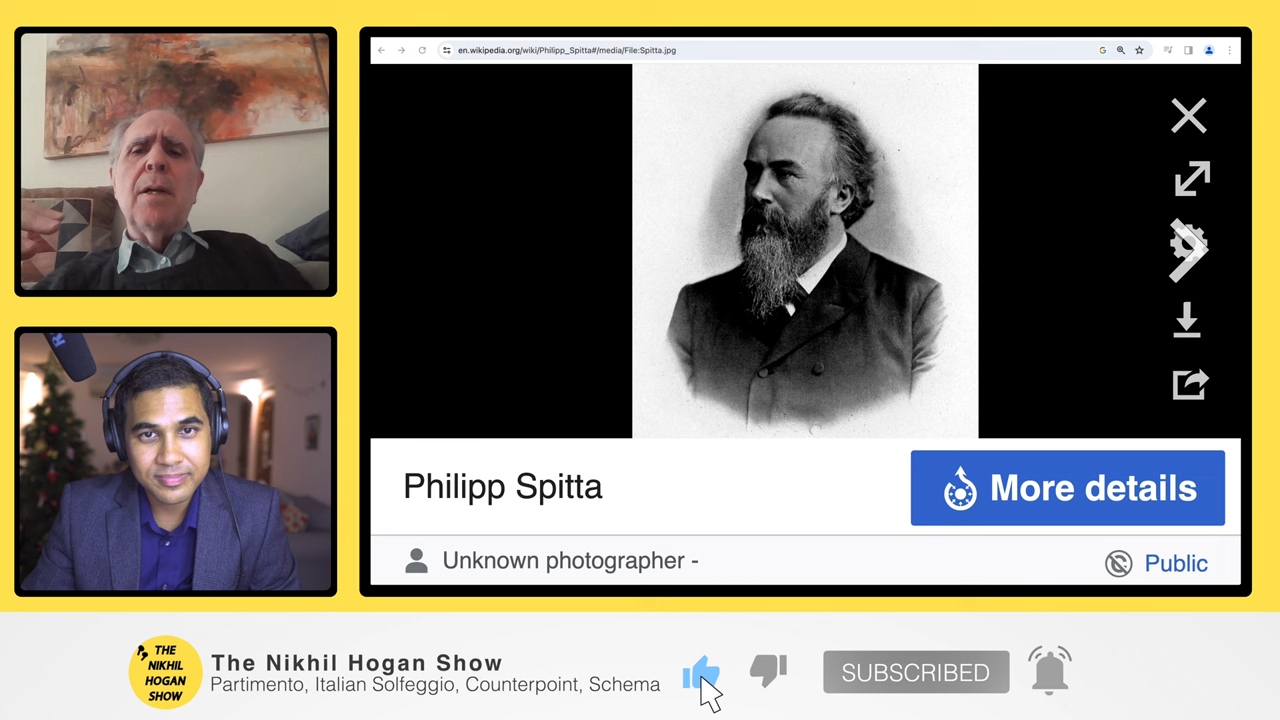 en.wikipedia.org/wiki/Philipp_Spitta#/media/File:Spitta.jpg
Philipp Spitta
More details
Unknown photographer -
Public
THE
NIKHIL
HOGAN
SHOW
The Nikhil Hogan Show
Partimento, Italian Solfeggio, Counterpoint, Schema
SUBSCRIBED